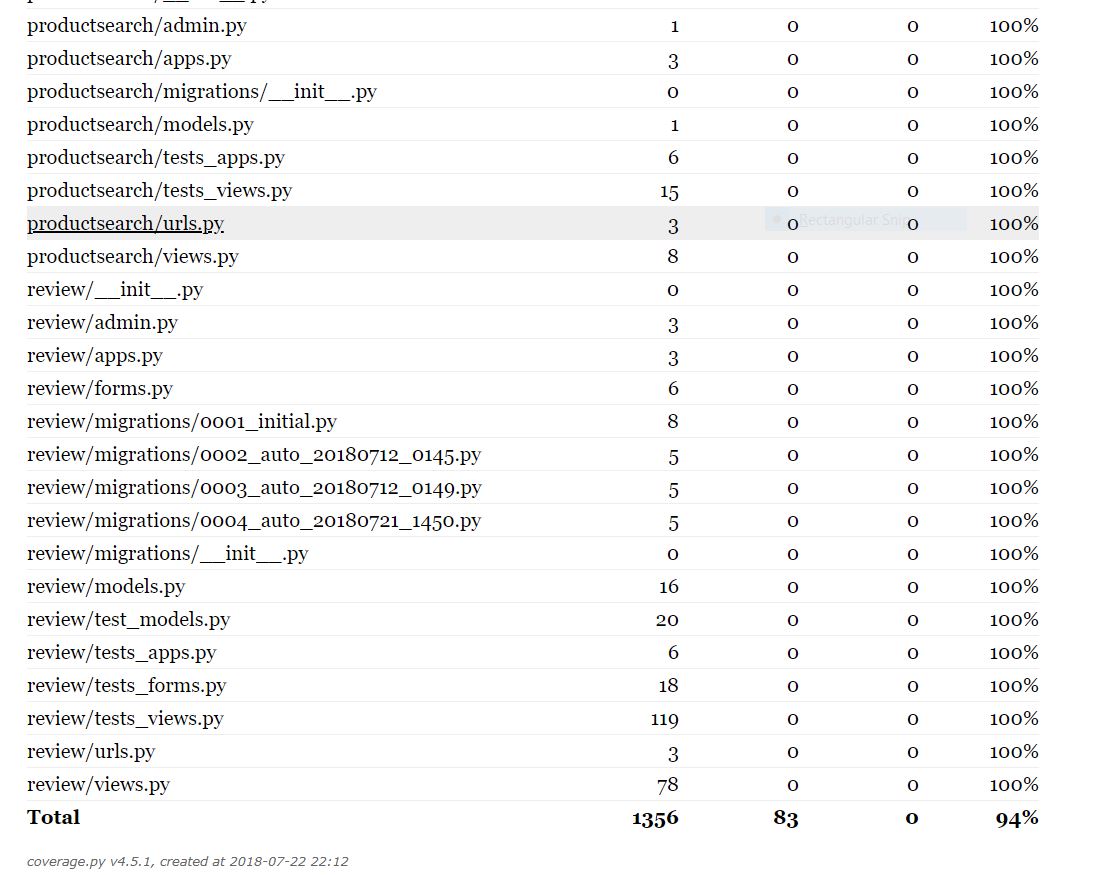 productsearch/admin.py 1 0 0 100%
productsearch/apps.py 3 0 0 100%
productsearch/migrations/__init__.py 0 0 0 100%
productsearch/models.py 1 0 0 100%
productsearch/tests_apps.py 6 0 0 100%
productsearch/tests_views.py 15 0 0 100%
productsearch/urls.py 3 0 0 100%
Rectangular Snip
productsearch/views.py 8 0 0 100%
review/__init__.py 0 0 0 100%
review/admin.py 3 0 0 100%
review/apps.py 3 0 0 100%
review/forms.py 6 0 0 100%
review/migrations/0001_initial.py 8 0 0 100%
review/migrations/0002_auto_20180712_0145.py 5 0 0 100%
review/migrations/0003_auto_20180712_0149.py 5 0 0 100%
review/migrations/0004_auto_20180721_1450.py 5 0 0 100%
review/migrations/__init__.py 0 0 0 100%
review/models.py 16 0 0 100%
review/test_models.py 20 0 0 100%
review/tests_apps.py 6 0 0 100%
review/tests_forms.py 18 0 0 100%
review/tests_views.py 119 0 0 100%
review/urls.py 3 0 0 100%
review/views.py 78 0 0 100%
Total 1356 83 0 94%
coverage.py v4.5.1, created at 2018-07-22 22:12